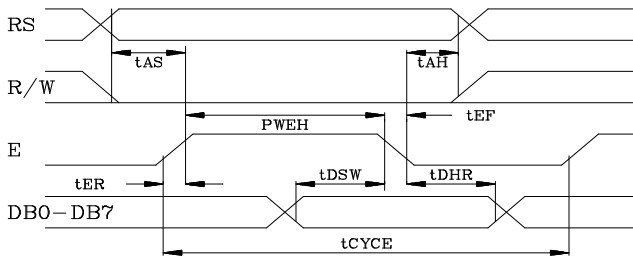 RS
tAS
tAH
R/W
PWEH
tEF
E
tER
tDSW
tDHR
DB0-DB7
tCYCE